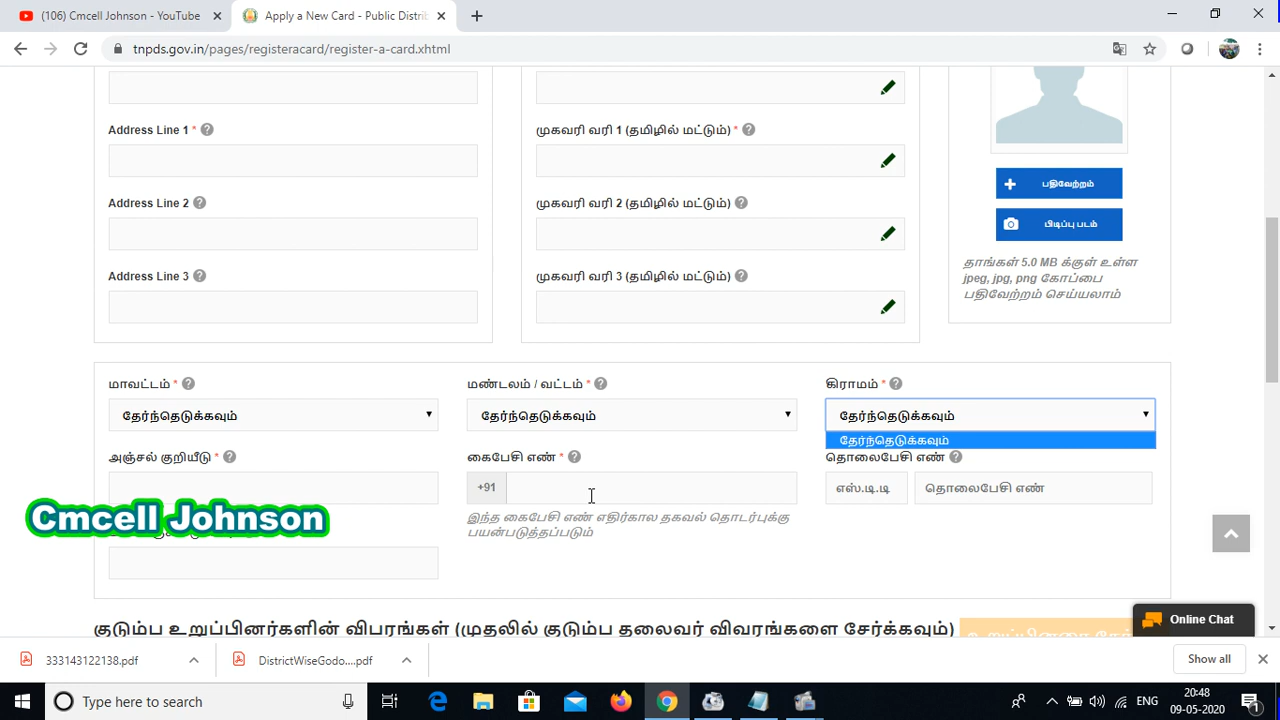 (106) Cmcell Johnson - YouTube
Apply a New Card - Public Distrib
tnpds.gov.in/pages/registeracard/register-a-card.xhtml
Address Line 1 *
முகவரி வரி 1 (தமிழில் மட்டும்) *
Address Line 2
முகவரி வரி 2 (தமிழில் மட்டும்)
Address Line 3
முகவரி வரி 3 (தமிழில் மட்டும்)
பதிவேற்றம்
பிடிப்பு படம்
தாங்கள் 5.0 MB க்குள் உள்ள
jpeg, jpg, png கோப்பை
பதிவேற்றம் செய்யலாம்
மாவட்டம் *
மண்டலம் / வட்டம் *
கிராமம் *
தேர்ந்தெடுக்கவும்
தேர்ந்தெடுக்கவும்
தேர்ந்தெடுக்கவும்
தேர்ந்தெடுக்கவும்
அஞ்சல் குறியீடு *
கைபேசி எண் *
தொலைபேசி எண்
+91
எஸ்.டி.டி
தொலைபேசி எண்
இந்த கைபேசி எண் எதிர்கால தகவல் தொடர்புக்கு
பயன்படுத்தப்படும்
Cmcell Johnson
குடும்ப உறுப்பினர்களின் விபரங்கள் (முதலில் குடும்ப தலைவர் விவரங்களை சேர்க்கவும்)
Online Chat
333143122138.pdf
DistrictWiseGodo....pdf
Show all
Type here to search
ENG
20:48
09-05-2020